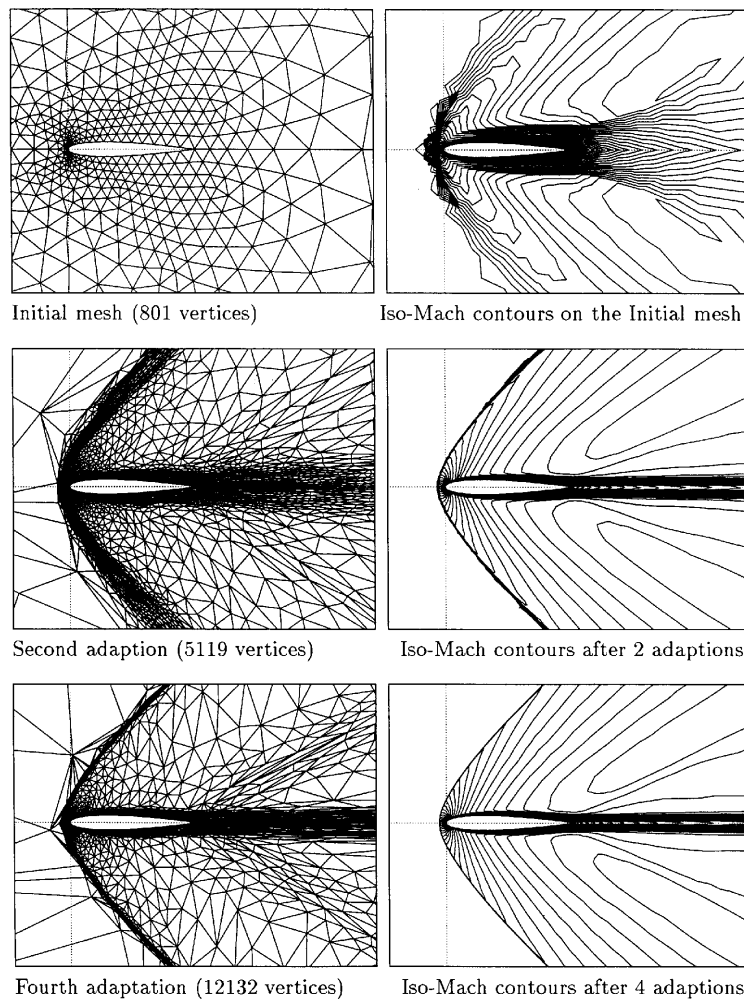 Initial mesh (801 vertices)
Iso-Mach contours on the Initial mesh
Second adaption (5119 vertices)
Iso-Mach contours after 2 adaptions
Fourth adaptation (12132 vertices)
Iso-Mach contours after 4 adaptions